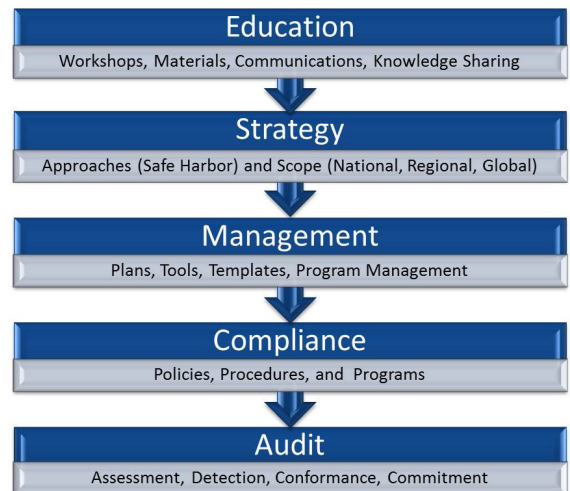 Education
Workshops, Materials, Communications, Knowledge Sharing
Strategy
Approaches (Safe Harbor) and Scope (National, Regional, Global)
Management
Plans, Tools, Templates, Program Management
Compliance
Policies, Procedures, and Programs
Audit
Assessment, Detection, Conformance, Commitment